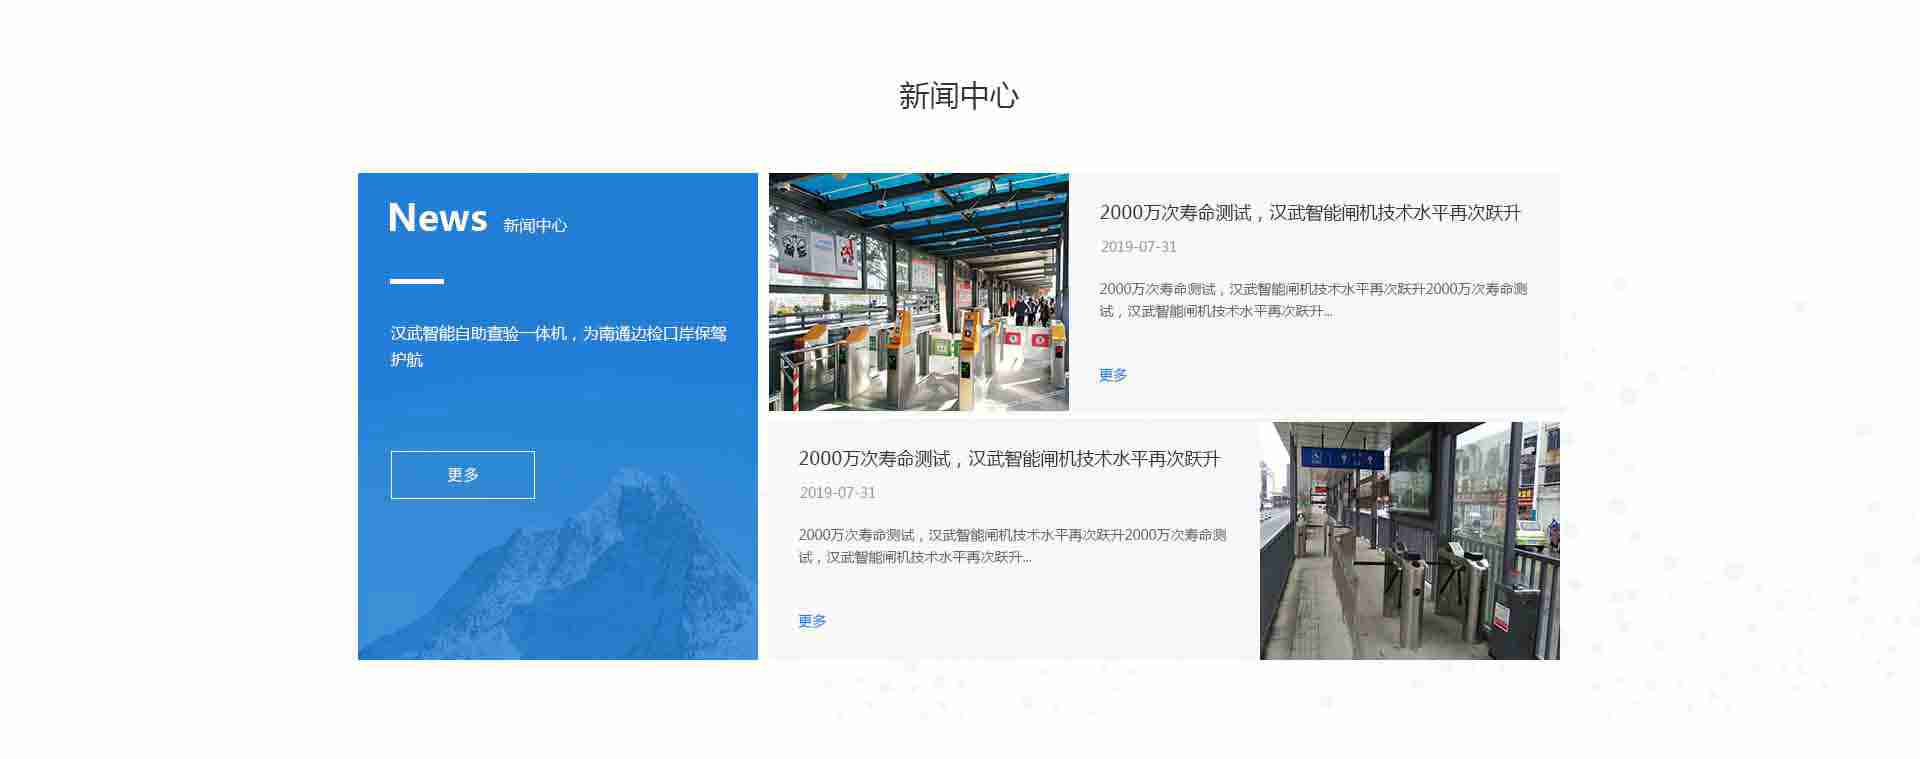 新闻中心
News 新闻中心
汉武智能自助查验一体机，为南通边检口岸保驾
护航
更多
2000万次寿命测试，汉武智能闸机技术水平再次跃升
2019-07-31
2000万次寿命测试，汉武智能闸机技术水平再次跃升2000万次寿命测
试，汉武智能闸机技术水平再次跃升...
更多
2000万次寿命测试，汉武智能闸机技术水平再次跃升
2019-07-31
2000万次寿命测试，汉武智能闸机技术水平再次跃升2000万次寿命测
试，汉武智能闸机技术水平再次跃升...
更多